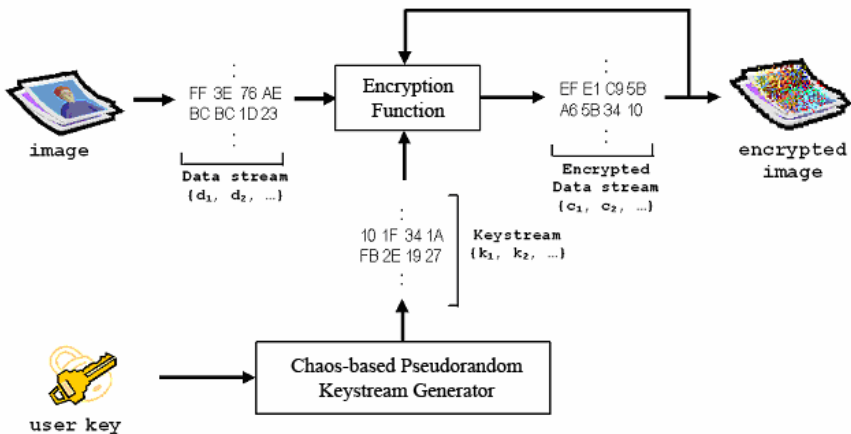 :
FF 3E 76 AE
BC BC 1D 23
:
image
Data stream
{d₁, d₂, …}
Encryption
Function
:
EF E1 C9 5B
A6 5B 34 10
:
Encrypted
Data stream
{c₁, c₂, …}
encrypted
image
:
10 1F 34 1A
FB 2E 19 27
:
Keystream
{k₁, k₂, …}
Chaos-based Pseudorandom
Keystream Generator
user key